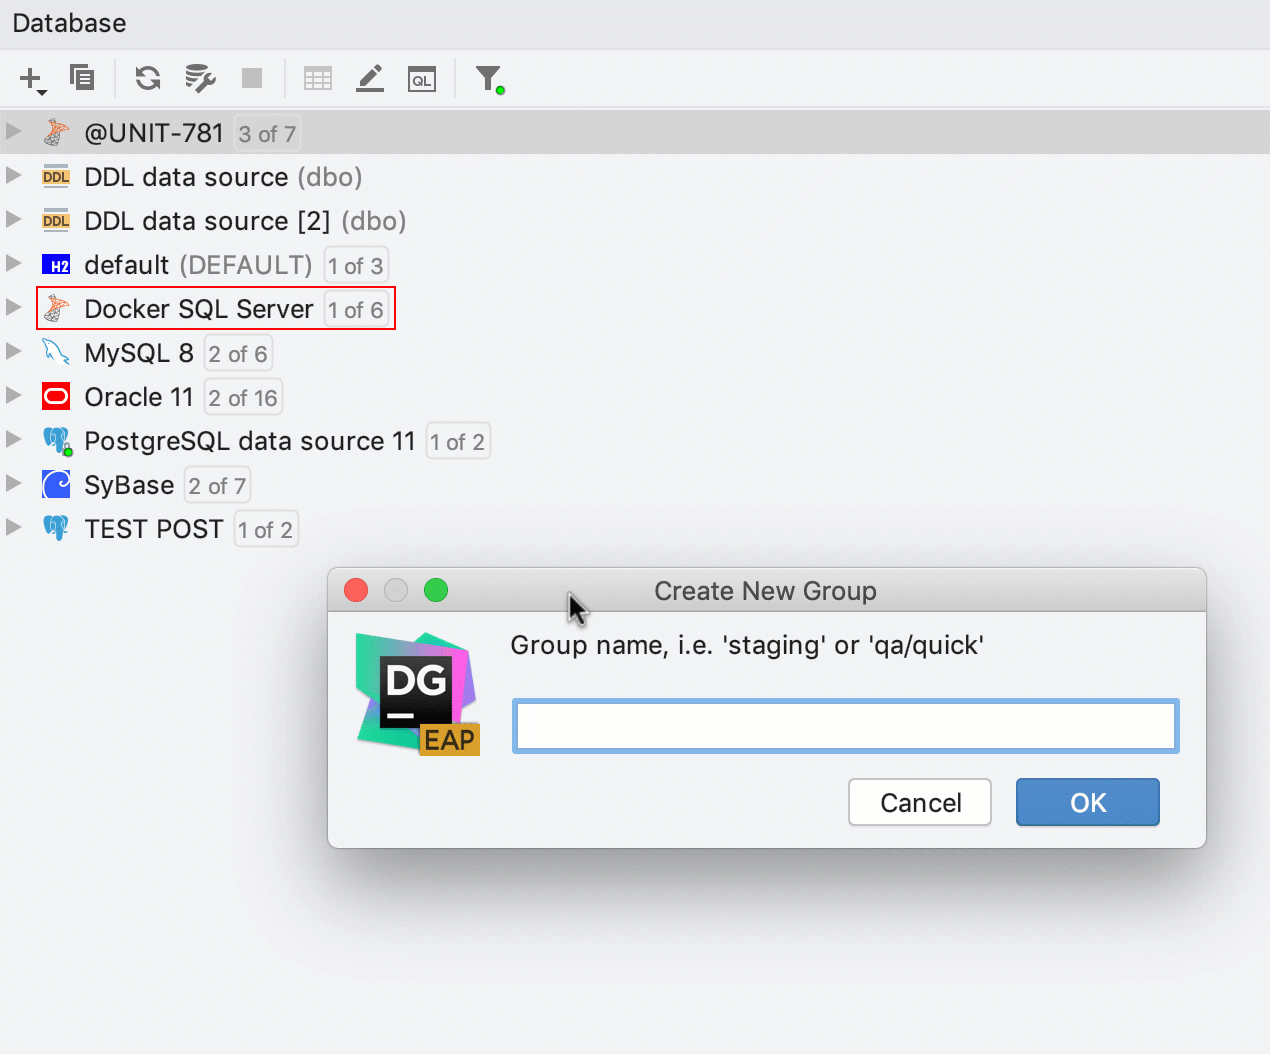 Database
QL
@UNIT-781 3 of 7
DDL DDL data source (dbo)
DDL DDL data source [2] (dbo)
H2 default (DEFAULT) 1 of 3
Docker SQL Server 1 of 6
MySQL 8 2 of 6
Oracle 11 2 of 16
PostgreSQL data source 11 1 of 2
SyBase 2 of 7
TEST POST 1 of 2
Create New Group
Group name, i.e. 'staging' or 'qa/quick'
DG
EAP
Cancel OK